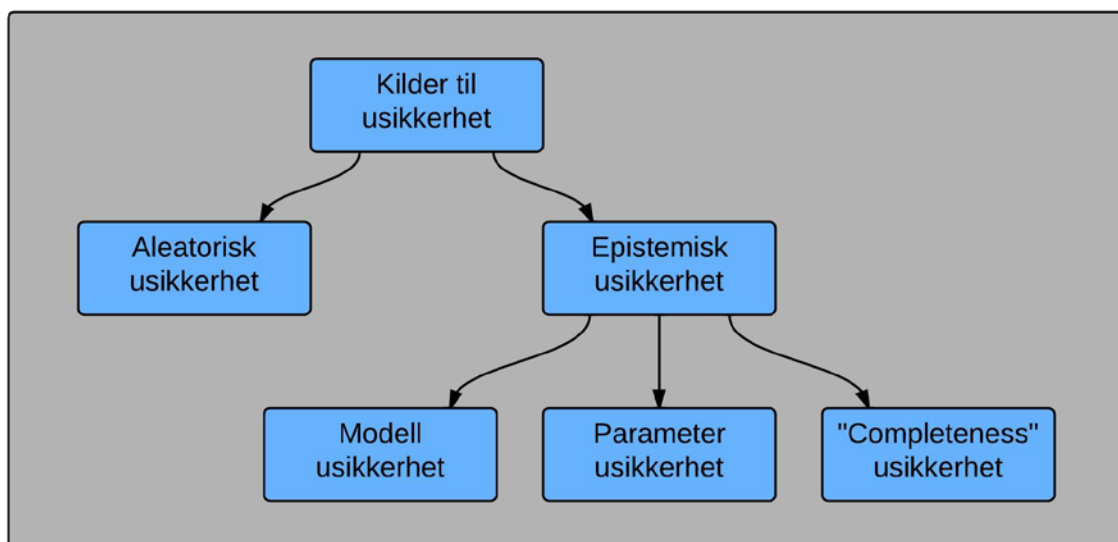 Kilder til
usikkerhet
Aleatorisk
usikkerhet
Epistemisk
usikkerhet
Modell
usikkerhet
Parameter
usikkerhet
"Completeness"
usikkerhet